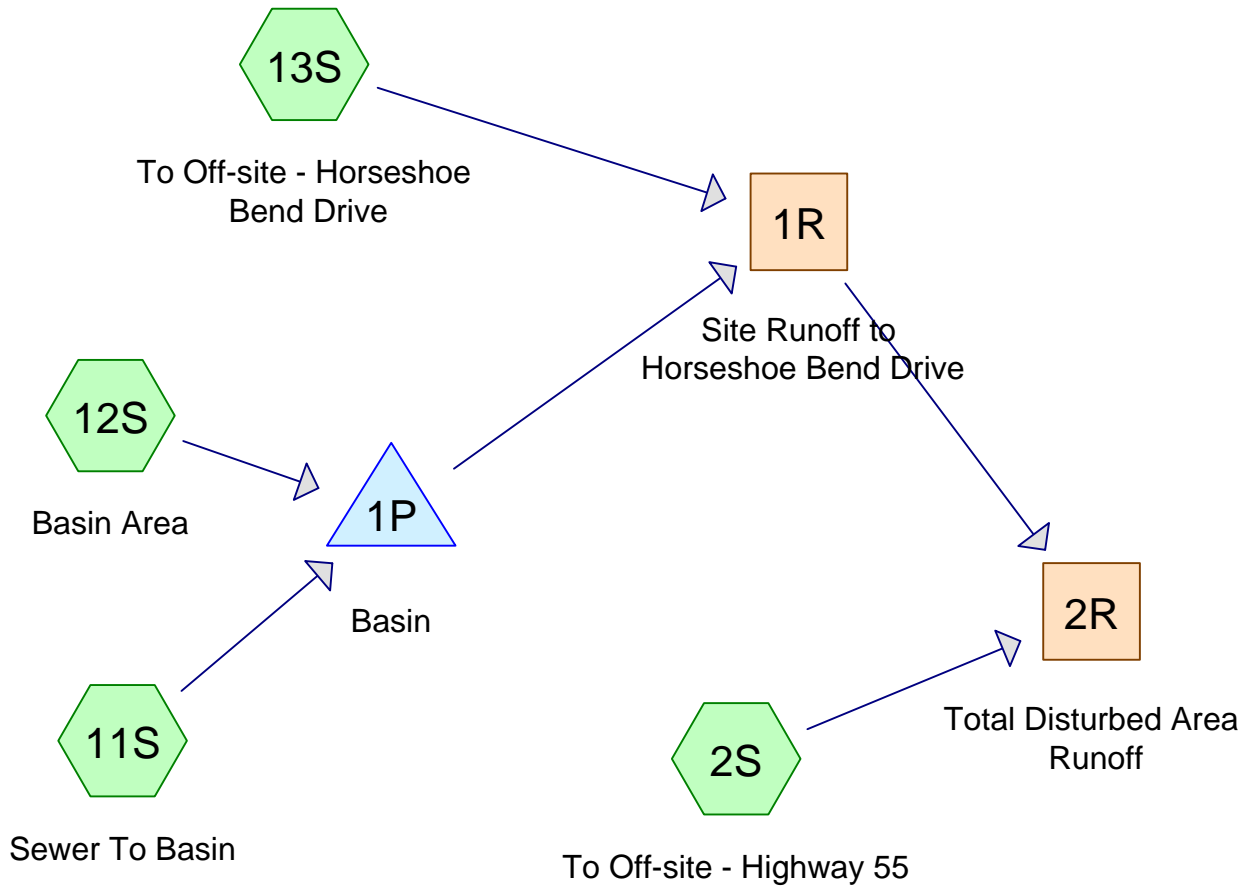 13S
To Off-site - Horseshoe
Bend Drive
1R
Site Runoff to
Horseshoe Bend Drive
12S
Basin Area
1P
Basin
2R
Total Disturbed Area
Runoff
11S
Sewer To Basin
2S
To Off-site - Highway 55